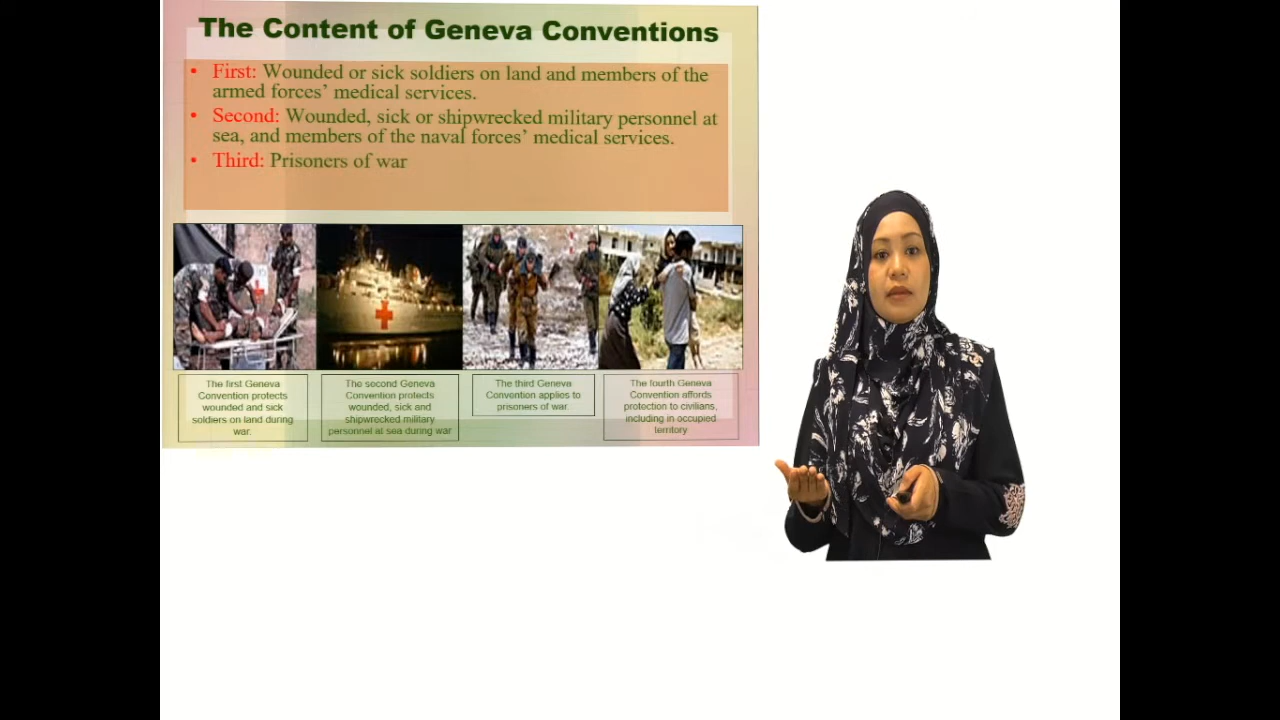 The Content of Geneva Conventions
• First: Wounded or sick soldiers on land and members of the
armed forces’ medical services.
• Second: Wounded, sick or shipwrecked military personnel at
sea, and members of the naval forces’ medical services.
• Third: Prisoners of war
The first Geneva
Convention protects
wounded and sick
soldiers on land during
war.
The second Geneva
Convention protects
wounded, sick and
shipwrecked military
personnel at sea during war
The third Geneva
Convention applies to
prisoners of war.
The fourth Geneva
Convention affords
protection to civilians,
including in occupied
territory